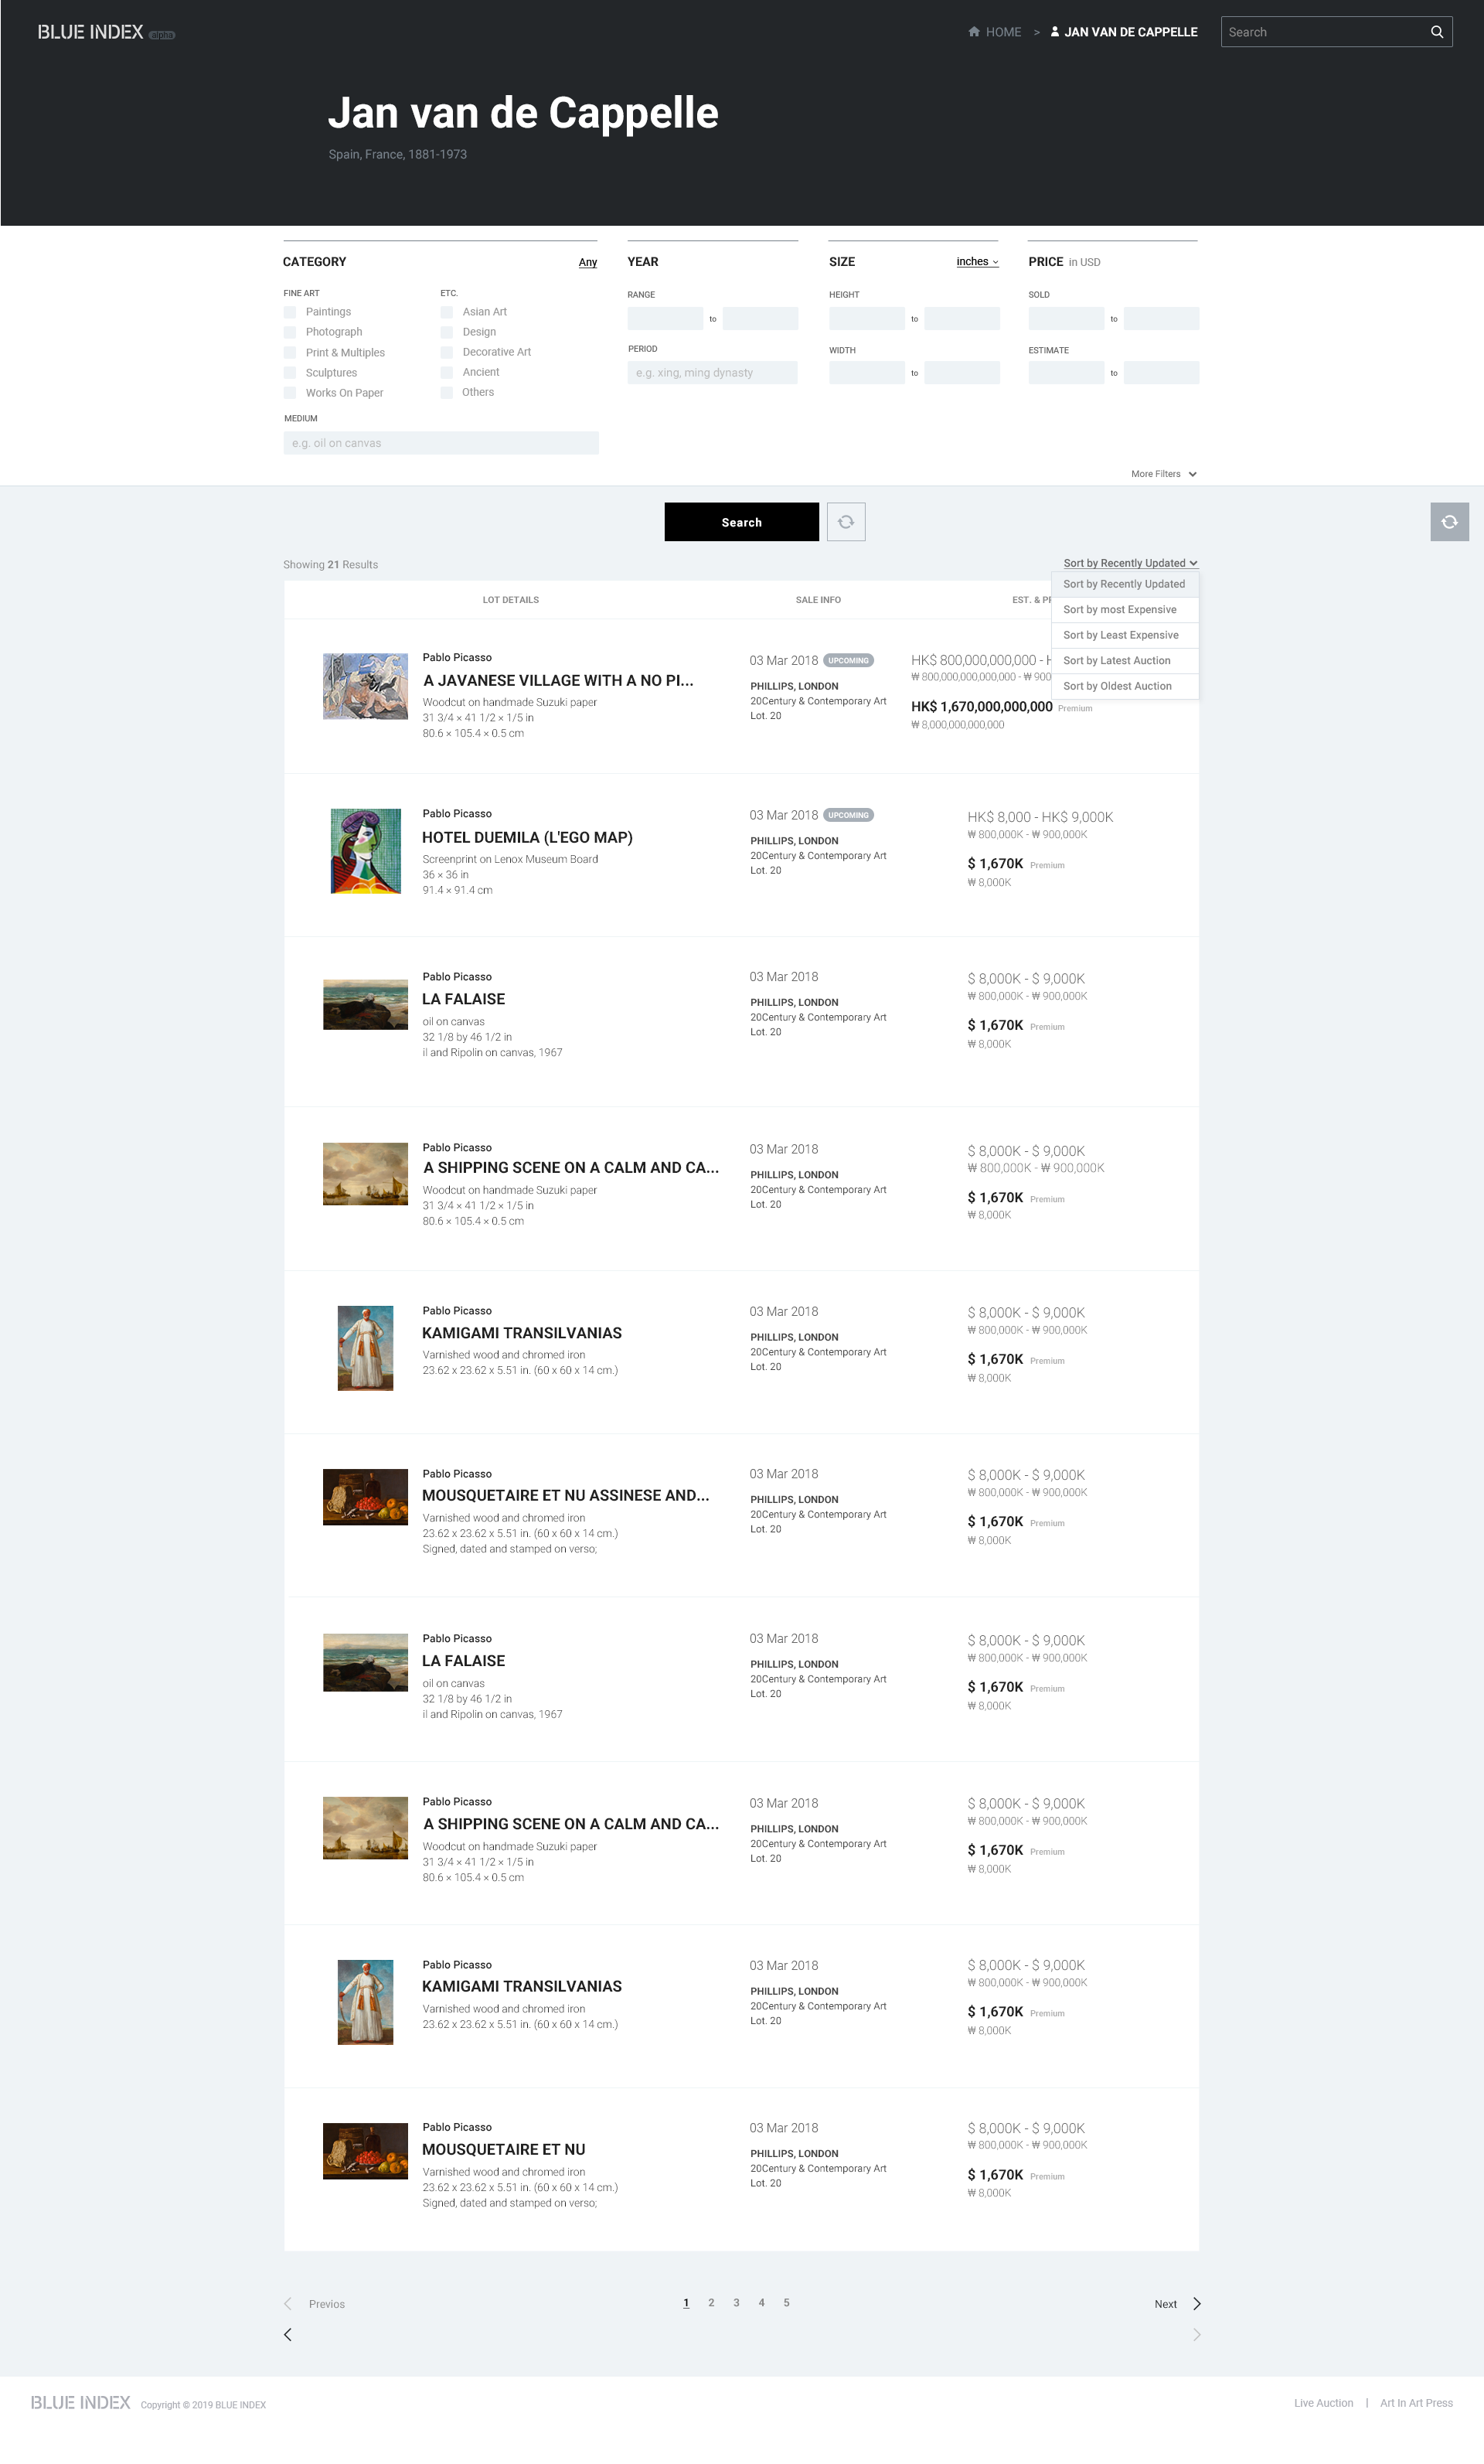 BLUE INDEX alpha
HOME > JAN VAN DE CAPPELLE
Search
Jan van de Cappelle
Spain, France, 1881-1973
CATEGORY Any
FINE ART
Paintings
Photograph
Print & Multiples
Sculptures
Works On Paper
ETC.
Asian Art
Design
Decorative Art
Ancient
Others
MEDIUM
e.g. oil on canvas
YEAR
RANGE
to
PERIOD
e.g. xing, ming dynasty
SIZE inches
HEIGHT
to
WIDTH
to
PRICE in USD
SOLD
to
ESTIMATE
to
More Filters
Search
Showing 21 Results
Sort by Recently Updated
Sort by Recently Updated
Sort by most Expensive
Sort by Least Expensive
Sort by Latest Auction
Sort by Oldest Auction
LOT DETAILS SALE INFO EST. &
Pablo Picasso
A JAVANESE VILLAGE WITH A NO PI...
Woodcut on handmade Suzuki paper
31 3/4 × 41 1/2 × 1/5 in
80.6 × 105.4 × 0.5 cm
03 Mar 2018 UPCOMING
PHILLIPS, LONDON
20Century & Contemporary Art
Lot. 20
HK$ 800,000,000,000 -
₩ 800,000,000,000,000 - ₩ 900
HK$ 1,670,000,000,000 Premium
₩ 8,000,000,000,000
Pablo Picasso
HOTEL DUEMILA (L'EGO MAP)
Screenprint on Lenox Museum Board
36 × 36 in
91.4 × 91.4 cm
03 Mar 2018 UPCOMING
PHILLIPS, LONDON
20Century & Contemporary Art
Lot. 20
HK$ 8,000 - HK$ 9,000K
₩ 800,000K - ₩ 900,000K
$ 1,670K Premium
₩ 8,000K
Pablo Picasso
LA FALAISE
oil on canvas
32 1/8 by 46 1/2 in
il and Ripolin on canvas, 1967
03 Mar 2018
PHILLIPS, LONDON
20Century & Contemporary Art
Lot. 20
$ 8,000K - $ 9,000K
₩ 800,000K - ₩ 900,000K
$ 1,670K Premium
₩ 8,000K
Pablo Picasso
A SHIPPING SCENE ON A CALM AND CA...
Woodcut on handmade Suzuki paper
31 3/4 × 41 1/2 × 1/5 in
80.6 × 105.4 × 0.5 cm
03 Mar 2018
PHILLIPS, LONDON
20Century & Contemporary Art
Lot. 20
$ 8,000K - $ 9,000K
₩ 800,000K - ₩ 900,000K
$ 1,670K Premium
₩ 8,000K
Pablo Picasso
KAMIGAMI TRANSILVANIAS
Varnished wood and chromed iron
23.62 x 23.62 x 5.51 in. (60 x 60 x 14 cm.)
03 Mar 2018
PHILLIPS, LONDON
20Century & Contemporary Art
Lot. 20
$ 8,000K - $ 9,000K
₩ 800,000K - ₩ 900,000K
$ 1,670K Premium
₩ 8,000K
Pablo Picasso
MOUSQUETAIRE ET NU ASSINESE AND...
Varnished wood and chromed iron
23.62 x 23.62 x 5.51 in. (60 x 60 x 14 cm.)
Signed, dated and stamped on verso;
03 Mar 2018
PHILLIPS, LONDON
20Century & Contemporary Art
Lot. 20
$ 8,000K - $ 9,000K
₩ 800,000K - ₩ 900,000K
$ 1,670K Premium
₩ 8,000K
Pablo Picasso
LA FALAISE
oil on canvas
32 1/8 by 46 1/2 in
il and Ripolin on canvas, 1967
03 Mar 2018
PHILLIPS, LONDON
20Century & Contemporary Art
Lot. 20
$ 8,000K - $ 9,000K
₩ 800,000K - ₩ 900,000K
$ 1,670K Premium
₩ 8,000K
Pablo Picasso
A SHIPPING SCENE ON A CALM AND CA...
Woodcut on handmade Suzuki paper
31 3/4 × 41 1/2 × 1/5 in
80.6 × 105.4 × 0.5 cm
03 Mar 2018
PHILLIPS, LONDON
20Century & Contemporary Art
Lot. 20
$ 8,000K - $ 9,000K
₩ 800,000K - ₩ 900,000K
$ 1,670K Premium
₩ 8,000K
Pablo Picasso
KAMIGAMI TRANSILVANIAS
Varnished wood and chromed iron
23.62 x 23.62 x 5.51 in. (60 x 60 x 14 cm.)
03 Mar 2018
PHILLIPS, LONDON
20Century & Contemporary Art
Lot. 20
$ 8,000K - $ 9,000K
₩ 800,000K - ₩ 900,000K
$ 1,670K Premium
₩ 8,000K
Pablo Picasso
MOUSQUETAIRE ET NU
Varnished wood and chromed iron
23.62 x 23.62 x 5.51 in. (60 x 60 x 14 cm.)
Signed, dated and stamped on verso;
03 Mar 2018
PHILLIPS, LONDON
20Century & Contemporary Art
Lot. 20
$ 8,000K - $ 9,000K
₩ 800,000K - ₩ 900,000K
$ 1,670K Premium
₩ 8,000K
Previos 1 2 3 4 5 Next
BLUE INDEX Copyright © 2019 BLUE INDEX
Live Auction | Art In Art Press